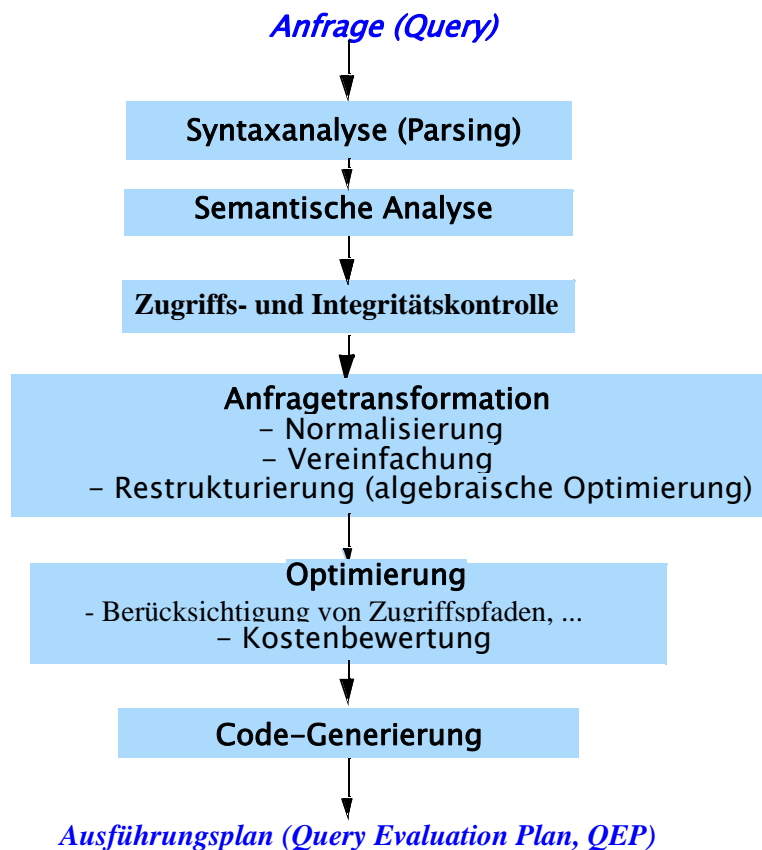 Anfrage (Query)
Syntaxanalyse (Parsing)
Semantische Analyse
Zugriffs- und Integritätskontrolle
Anfragetransformation
– Normalisierung
– Vereinfachung
– Restrukturierung (algebraische Optimierung)
Optimierung
- Berücksichtigung von Zugriffspfaden, ...
– Kostenbewertung
Code-Generierung
Ausführungsplan (Query Evaluation Plan, QEP)